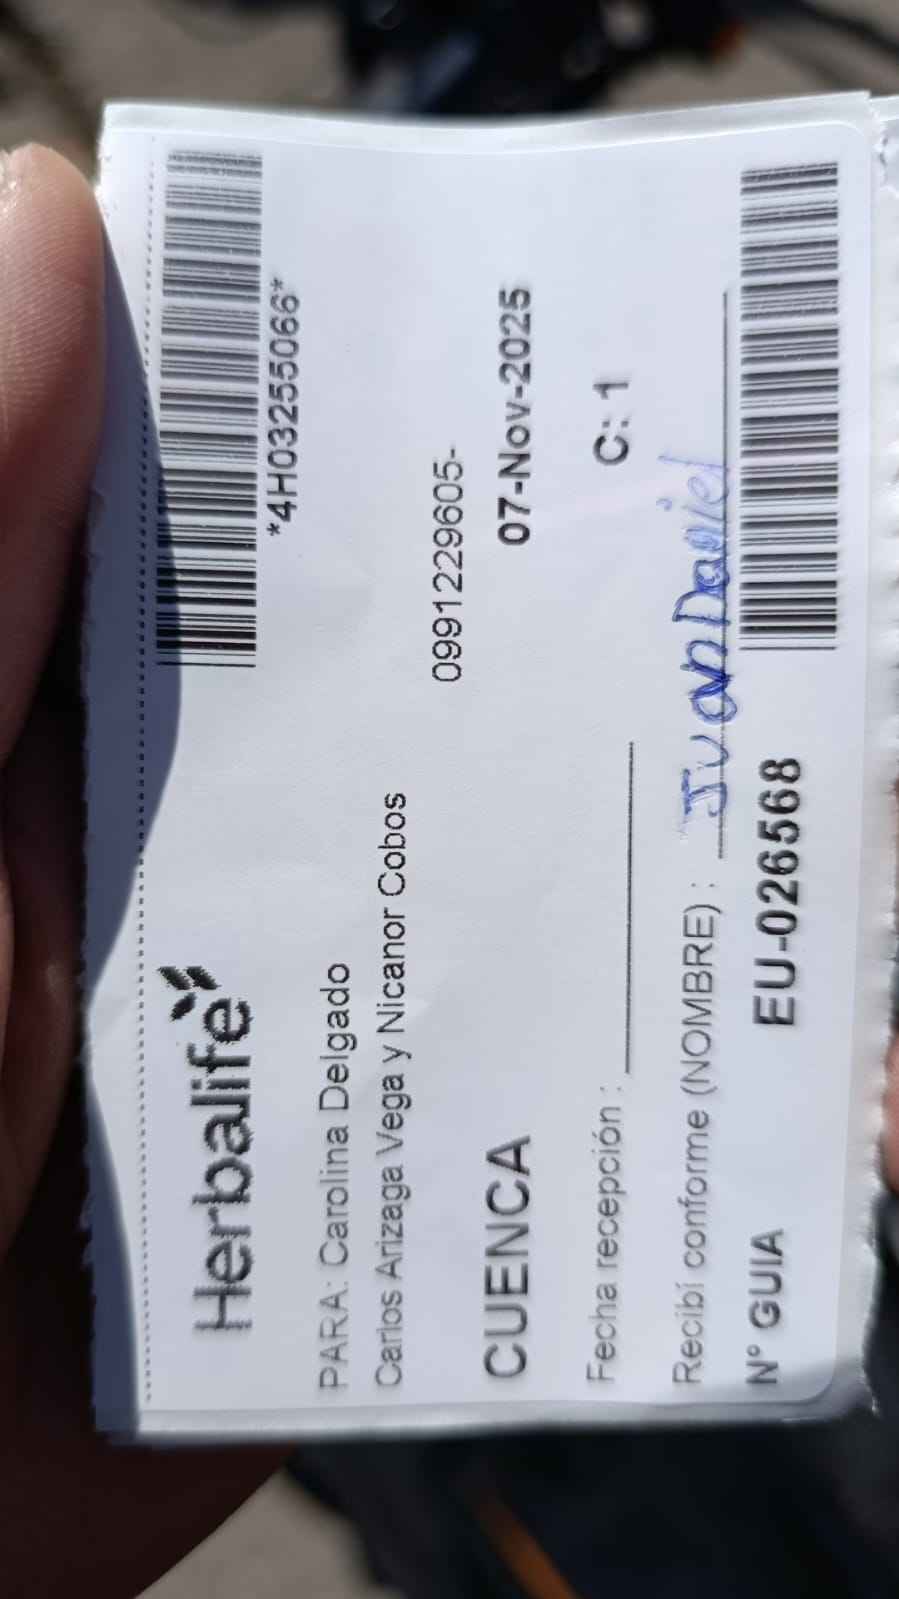 *4H03255066*
Herbalife
PARA: Carolina Delgado
Carlos Arizaga Vega y Nicanor Cobos
0991229605-
CUENCA 07-Nov-2025
Fecha recepción : C: 1
Recibí conforme (NOMBRE) : Juan Daniel
N° GUIA EU-026568